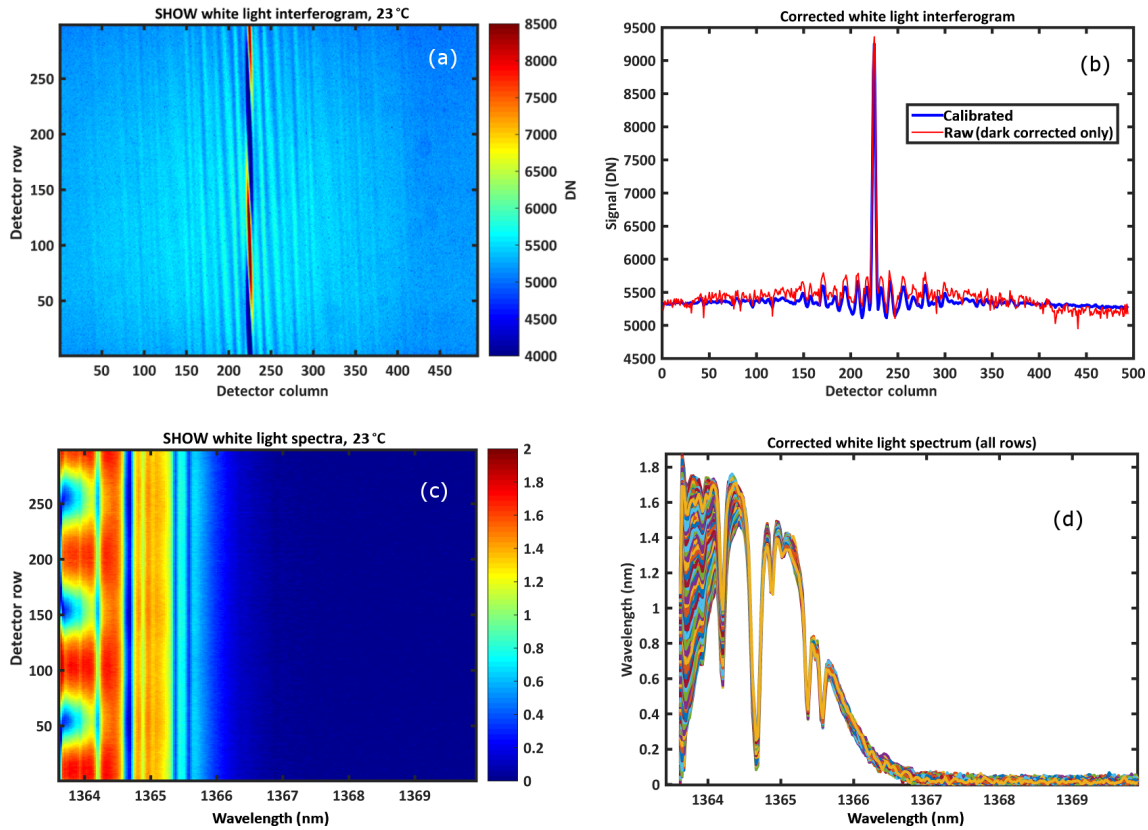 SHOW white light interferogram, 23 °C
(a)
250
200
150
100
50
50 100 150 200 250 300 350 400 450
Detector row
Detector column
8500
8000
7500
7000
6500
6000
5500
5000
4500
4000
DN
Corrected white light interferogram
(b)
Calibrated
Raw (dark corrected only)
9500
9000
8500
8000
7500
7000
6500
6000
5500
5000
4500
0 50 100 150 200 250 300 350 400 450 500
Signal (DN)
Detector column
SHOW white light spectra, 23 °C
(c)
250
200
150
100
50
1364 1365 1366 1367 1368 1369
Detector row
Wavelength (nm)
2
1.8
1.6
1.4
1.2
1
0.8
0.6
0.4
0.2
0
Corrected white light spectrum (all rows)
(d)
1.8
1.6
1.4
1.2
1
0.8
0.6
0.4
0.2
0
1364 1365 1366 1367 1368 1369
Wavelength (nm)
Wavelength (nm)